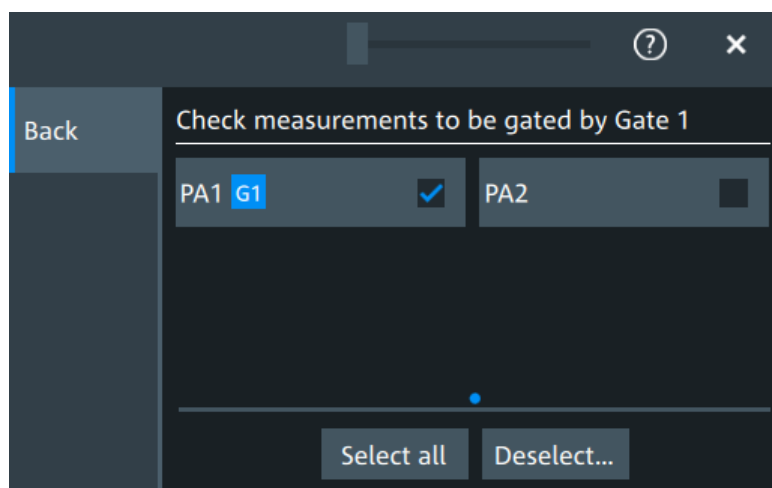 Back
Check measurements to be gated by Gate 1
PA1 G1
PA2
Select all
Deselect...